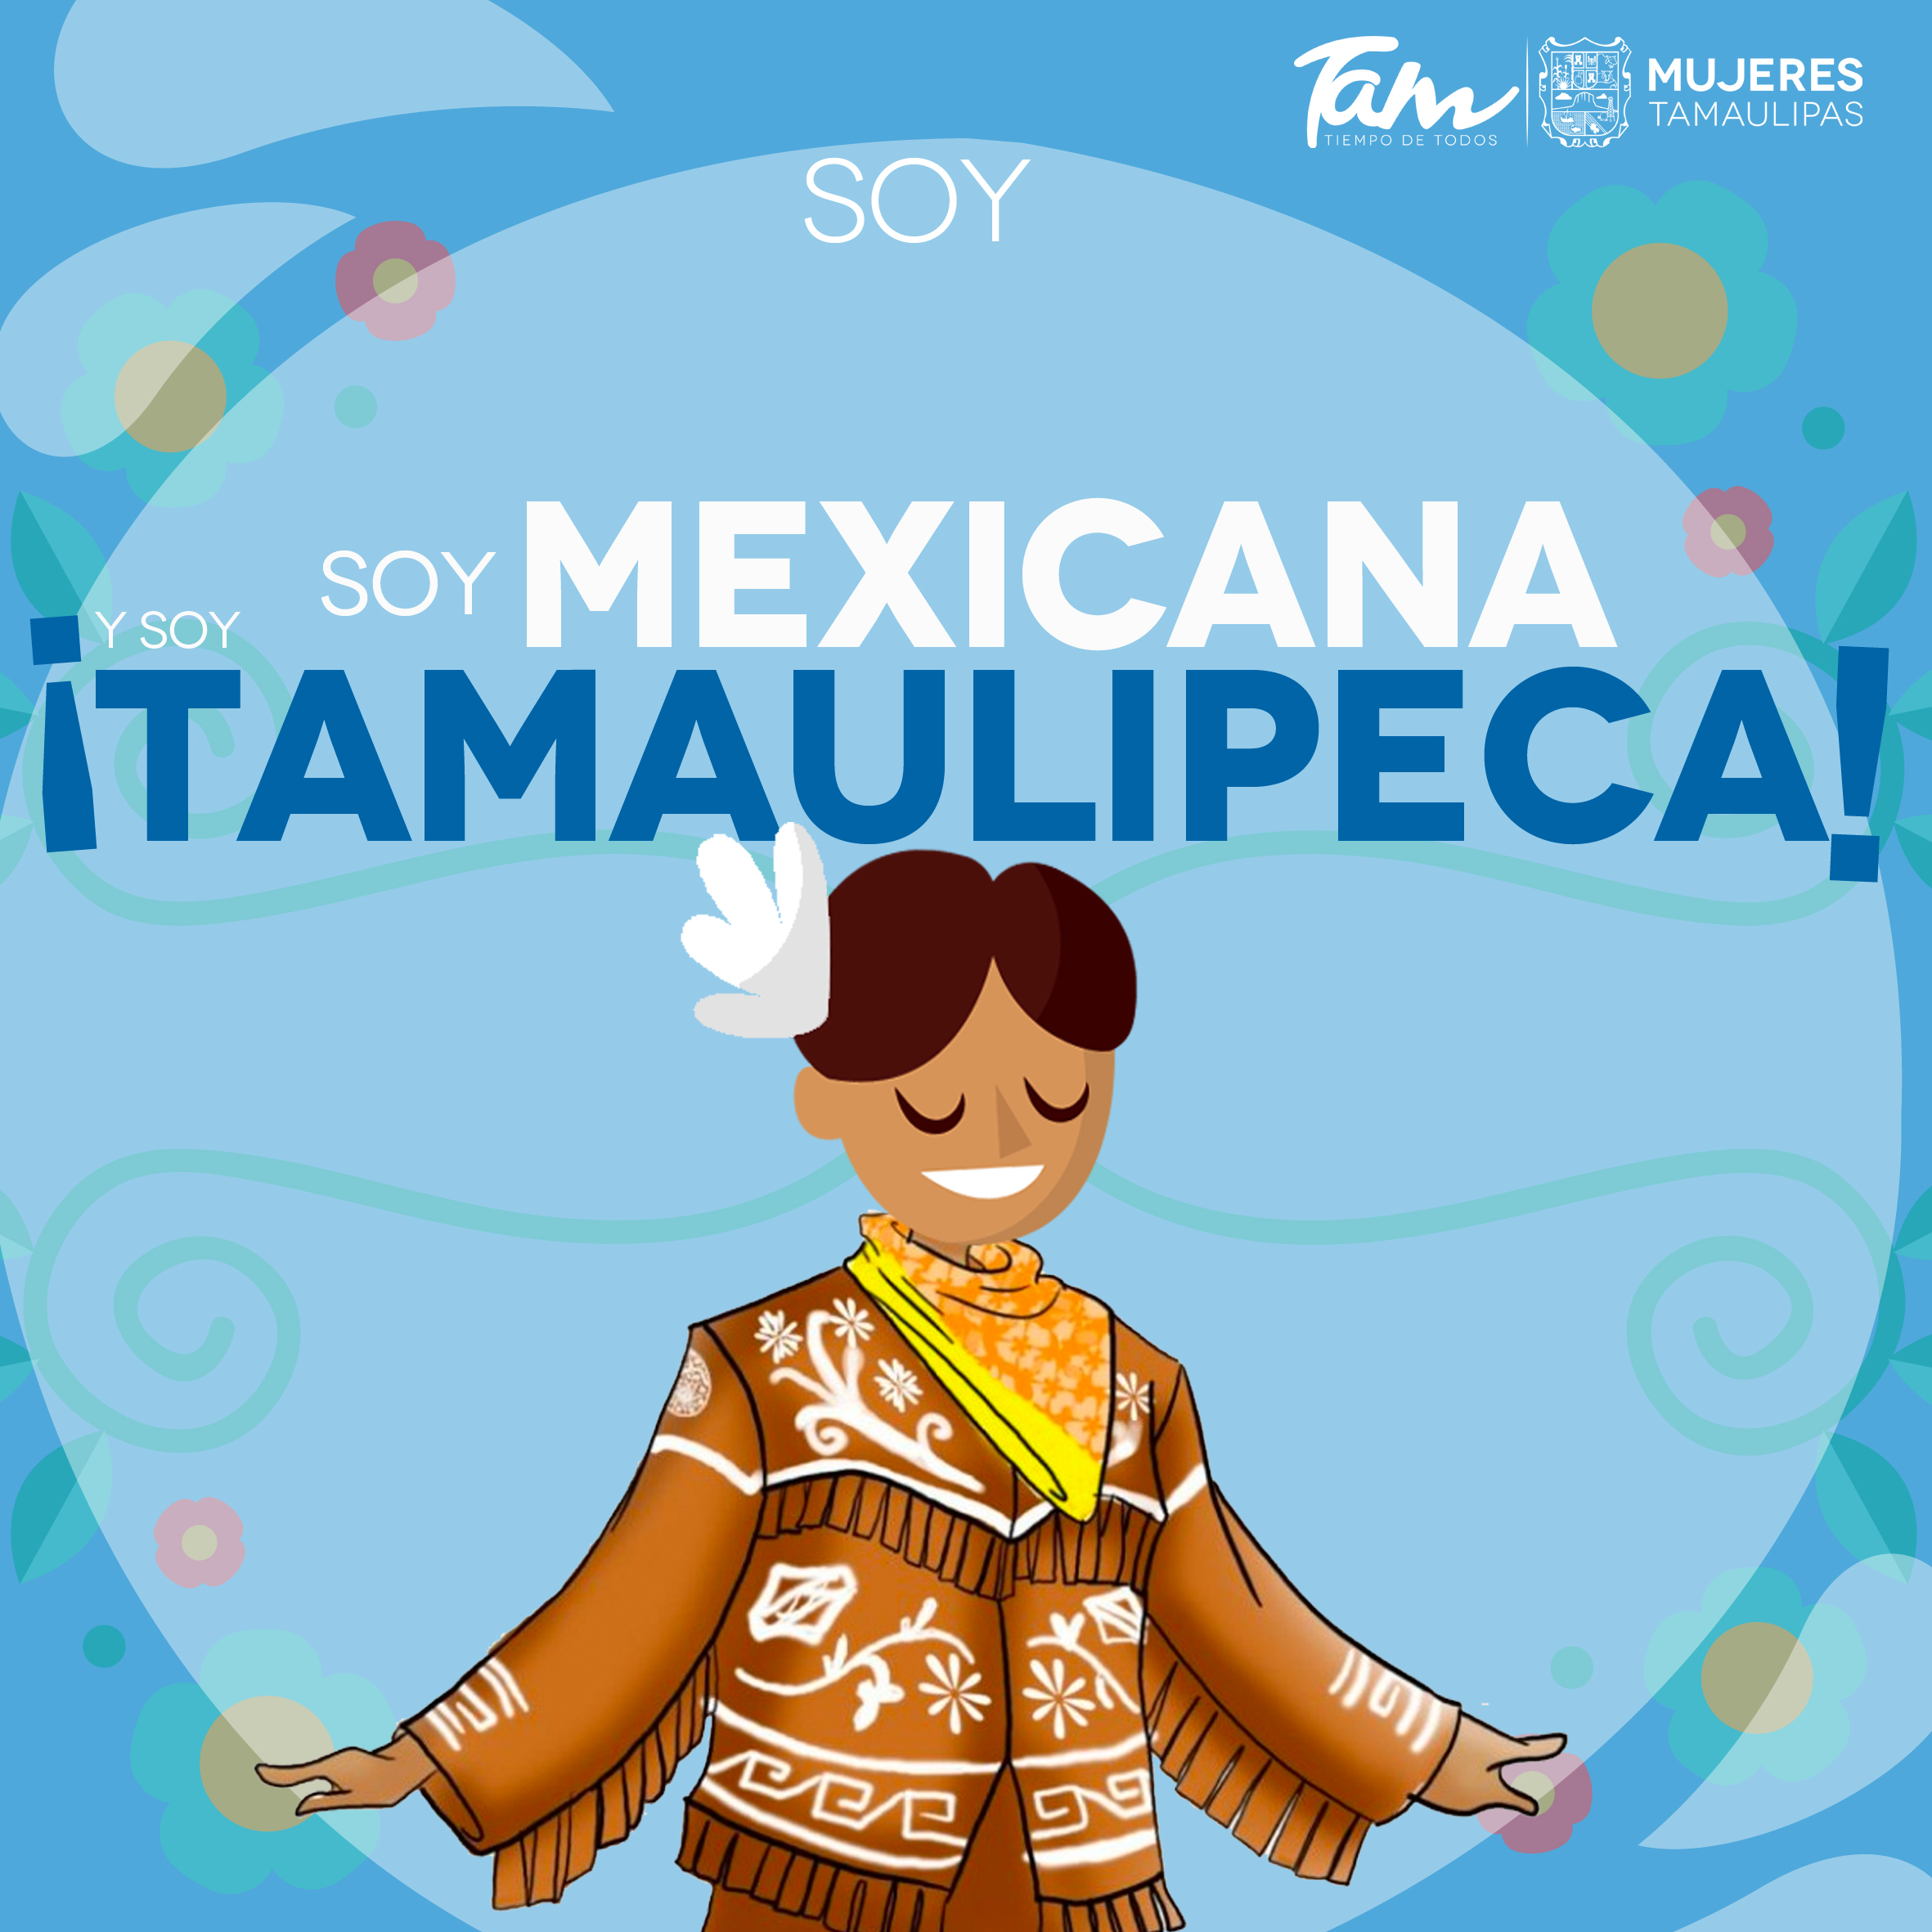 Tam
TIEMPO DE TODOS
MUJERES
TAMAULIPAS
SOY
SOY MEXICANA
Y SOY
¡TAMAULIPECA!